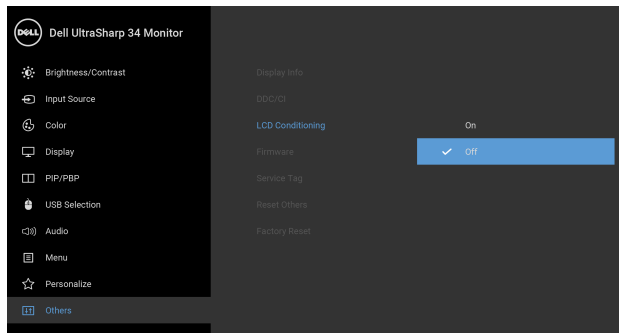 DELL Dell UltraSharp 34 Monitor
Brightness/Contrast
Display Info
Input Source
DDC/CI
Color
LCD Conditioning
On
Display
Firmware
Off
PIP/PBP
Service Tag
USB Selection
Reset Others
Audio
Factory Reset
Menu
Personalize
Others